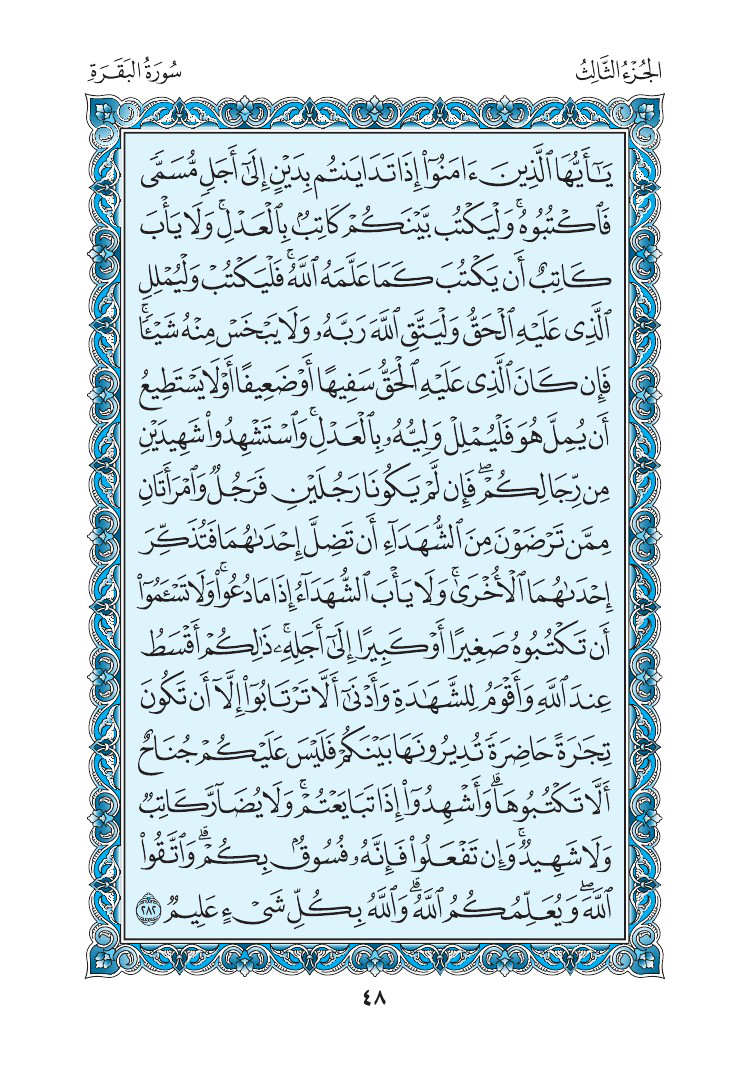 الجُزْءُ الثَّالِثُ
سُورَةُ البَقَرَةِ
يَٰٓأَيُّهَا ٱلَّذِينَ ءَامَنُوٓا۟ إِذَا تَدَايَنتُم بِدَيْنٍ إِلَىٰٓ أَجَلٍ مُّسَمًّى
فَٱكْتُبُوهُ ۚ وَلْيَكْتُب بَّيْنَكُمْ كَاتِبٌۢ بِٱلْعَدْلِ ۚ وَلَا يَأْبَ
كَاتِبٌ أَن يَكْتُبَ كَمَا عَلَّمَهُ ٱللَّهُ ۚ فَلْيَكْتُبْ وَلْيُمْلِلِ
ٱلَّذِى عَلَيْهِ ٱلْحَقُّ وَلْيَتَّقِ ٱللَّهَ رَبَّهُۥ وَلَا يَبْخَسْ مِنْهُ شَيْـًٔا ۚ
فَإِن كَانَ ٱلَّذِى عَلَيْهِ ٱلْحَقُّ سَفِيهًا أَوْ ضَعِيفًا أَوْ لَا يَسْتَطِيعُ
أَن يُمِلَّ هُوَ فَلْيُمْلِلْ وَلِيُّهُۥ بِٱلْعَدْلِ ۚ وَٱسْتَشْهِدُوا۟ شَهِيدَيْنِ
مِن رِّجَالِكُمْ ۖ فَإِن لَّمْ يَكُونَا رَجُلَيْنِ فَرَجُلٌ وَٱمْرَأَتَانِ
مِمَّن تَرْضَوْنَ مِنَ ٱلشُّهَدَآءِ أَن تَضِلَّ إِحْدَىٰهُمَا فَتُذَكِّرَ
إِحْدَىٰهُمَا ٱلْأُخْرَىٰ ۚ وَلَا يَأْبَ ٱلشُّهَدَآءُ إِذَا مَا دُعُوا۟ ۚ وَلَا تَسْـَٔمُوٓا۟
أَن تَكْتُبُوهُ صَغِيرًا أَوْ كَبِيرًا إِلَىٰٓ أَجَلِهِۦ ۚ ذَٰلِكُمْ أَقْسَطُ
عِندَ ٱللَّهِ وَأَقْوَمُ لِلشَّهَٰدَةِ وَأَدْنَىٰٓ أَلَّا تَرْتَابُوٓا۟ ۖ إِلَّآ أَن تَكُونَ
تِجَٰرَةً حَاضِرَةً تُدِيرُونَهَا بَيْنَكُمْ فَلَيْسَ عَلَيْكُمْ جُنَاحٌ
أَلَّا تَكْتُبُوهَا ۗ وَأَشْهِدُوٓا۟ إِذَا تَبَايَعْتُمْ ۚ وَلَا يُضَآرَّ كَاتِبٌ
وَلَا شَهِيدٌ ۚ وَإِن تَفْعَلُوا۟ فَإِنَّهُۥ فُسُوقٌۢ بِكُمْ ۗ وَٱتَّقُوا۟
ٱللَّهَ ۖ وَيُعَلِّمُكُمُ ٱللَّهُ ۗ وَٱللَّهُ بِكُلِّ شَىْءٍ عَلِيمٌ ٢٨٢
٤٨